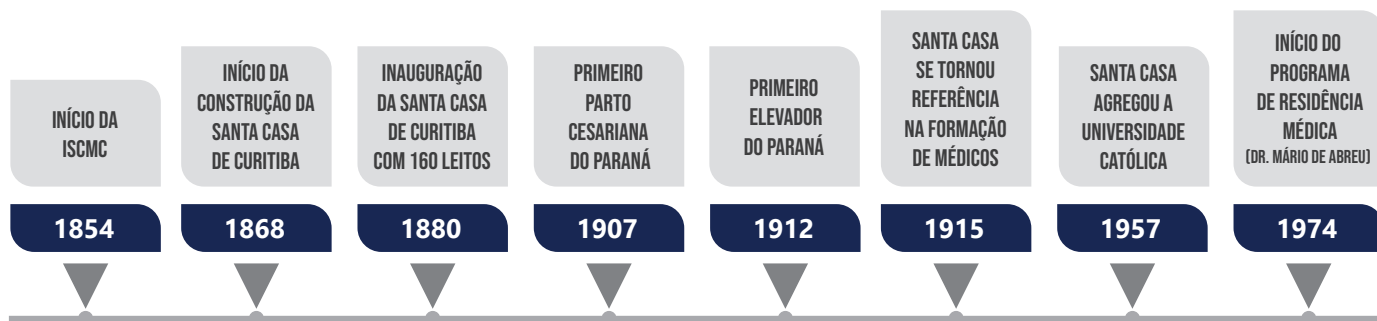 INÍCIO DA
ISCMC
1854
INÍCIO DA
CONSTRUÇÃO DA
SANTA CASA
DE CURITIBA
1868
INAUGURAÇÃO
DA SANTA CASA
DE CURITIBA
COM 160 LEITOS
1880
PRIMEIRO
PARTO
CESARIANA
DO PARANÁ
1907
PRIMEIRO
ELEVADOR
DO PARANÁ
1912
SANTA CASA
SE TORNOU
REFERÊNCIA
NA FORMAÇÃO
DE MÉDICOS
1915
SANTA CASA
AGREGOU A
UNIVERSIDADE
CATÓLICA
1957
INÍCIO DO
PROGRAMA
DE RESIDÊNCIA
MÉDICA
(DR. MÁRIO DE ABREU)
1974